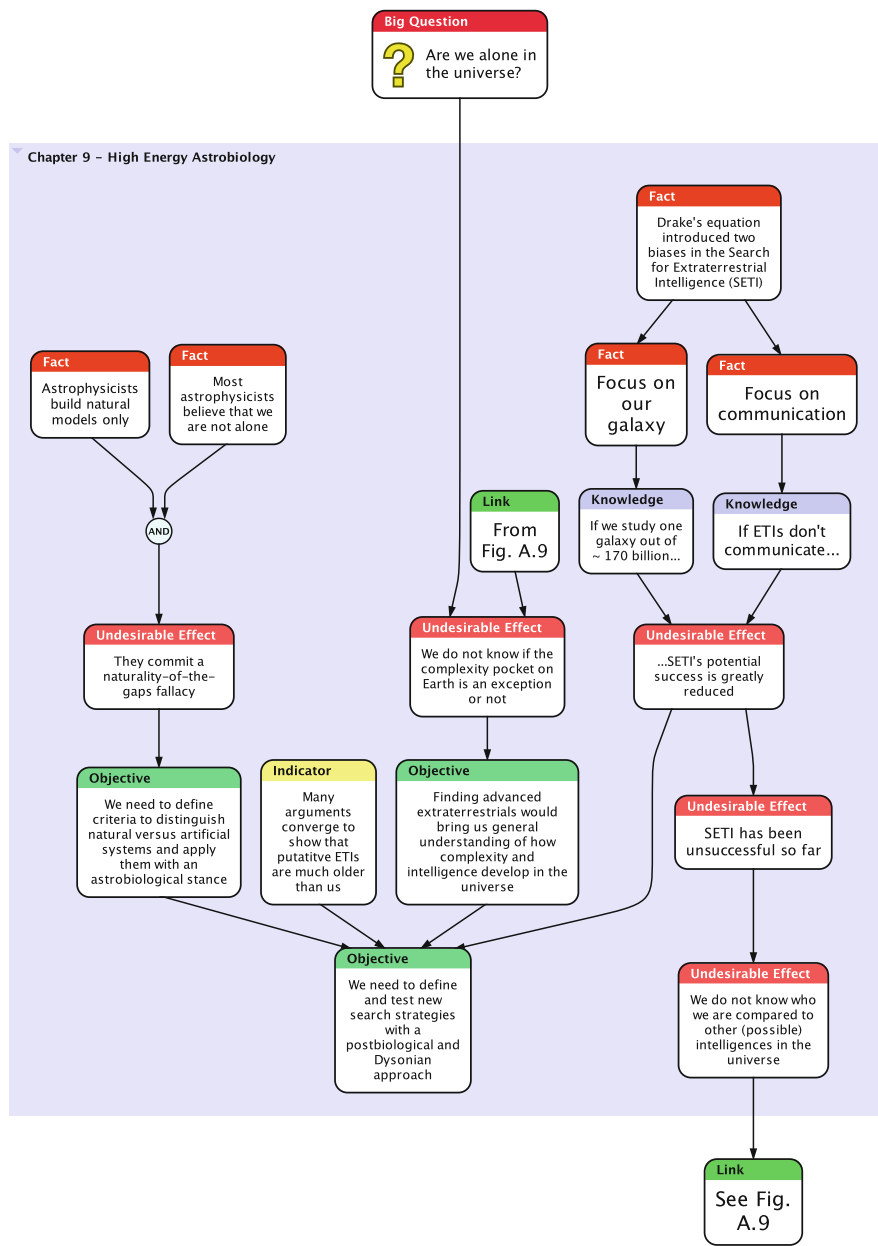 Big Question
?
Are we alone in
the universe?
Chapter 9 – High Energy Astrobiology
Fact
Drake's equation
introduced two
biases in the Search
for Extraterrestrial
Intelligence (SETI)
Fact
Astrophysicists
build natural
models only
Fact
Most
astrophysicists
believe that we
are not alone
Fact
Focus on
our
galaxy
Fact
Focus on
communication
AND
Link
From
Fig. A.9
Knowledge
If we study one
galaxy out of
~ 170 billion...
Knowledge
If ETIs don't
communicate...
Undesirable Effect
They commit a
naturality-of-the-
gaps fallacy
Undesirable Effect
We do not know if the
complexity pocket on
Earth is an exception
or not
Undesirable Effect
...SETI's potential
success is greatly
reduced
Objective
We need to define
criteria to distinguish
natural versus artificial
systems and apply
them with an
astrobiological stance
Indicator
Many
arguments
converge to
show that
putatitve ETIs
are much older
than us
Objective
Finding advanced
extraterrestrials would
bring us general
understanding of how
complexity and
intelligence develop in the
universe
Undesirable Effect
SETI has been
unsuccessful so far
Objective
We need to define
and test new
search strategies
with a
postbiological and
Dysonian
approach
Undesirable Effect
We do not know who
we are compared to
other (possible)
intelligences in the
universe
Link
See Fig.
A.9